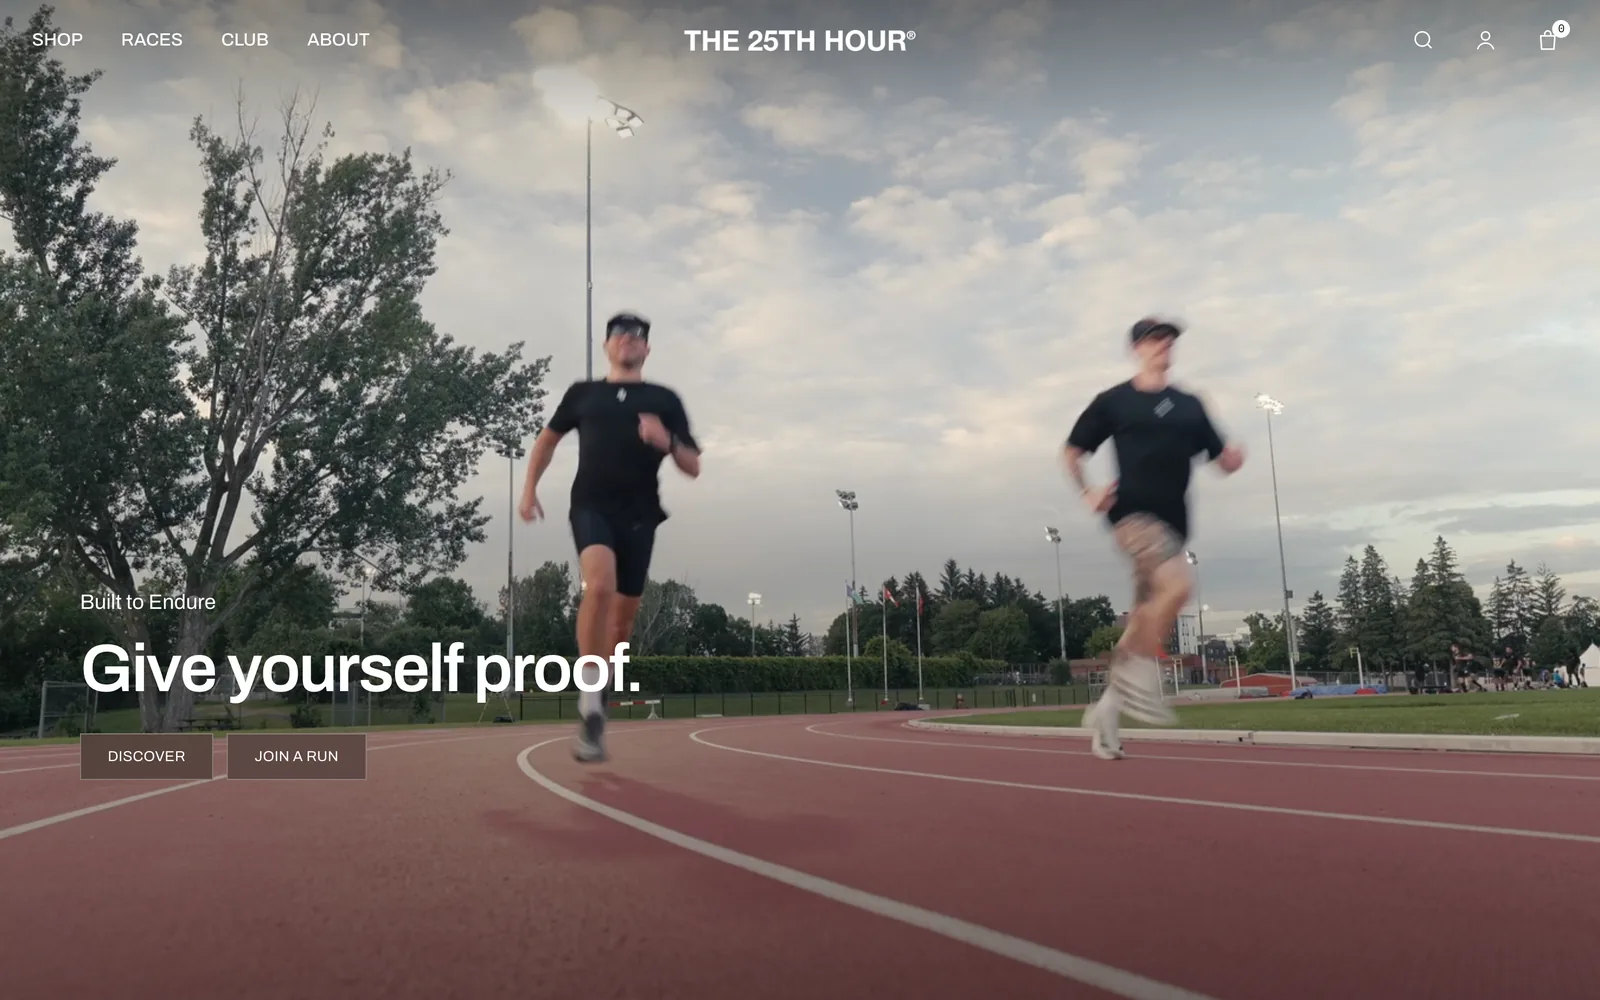 SHOP RACES CLUB ABOUT THE 25TH HOUR® 0
Built to Endure
Give yourself proof.
DISCOVER JOIN A RUN